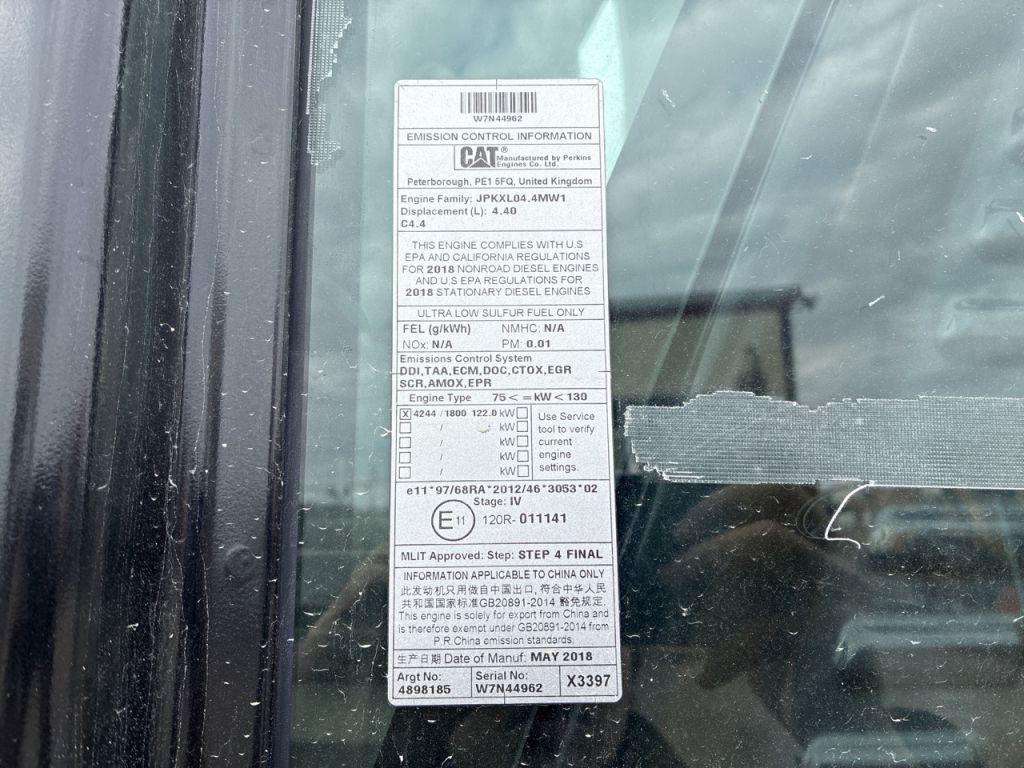 W7N44962
EMISSION CONTROL INFORMATION
CAT® Manufactured by Perkins
Engines Co. Ltd.
Peterborough, PE1 5FQ, United Kingdom
Engine Family: JPKXL04.4MW1
Displacement (L): 4.40
C4.4
THIS ENGINE COMPLIES WITH U.S
EPA AND CALIFORNIA REGULATIONS
FOR 2018 NONROAD DIESEL ENGINES
AND U.S EPA REGULATIONS FOR
2018 STATIONARY DIESEL ENGINES
ULTRA LOW SULFUR FUEL ONLY
FEL (g/kWh) NMHC: N/A
NOx: N/A PM: 0.01
Emissions Control System
DDI,TAA,ECM,DOC,CTOX,EGR
SCR,AMOX,EPR
Engine Type 75 < = kW < 130
X 4244 / 1800 122.0 kW Use Service
/ kW tool to verify
/ kW current
/ kW engine
/ kW settings.
e11*97/68RA*2012/46*3053*02
Stage: IV
E11 120R- 011141
MLIT Approved: Step: STEP 4 FINAL
INFORMATION APPLICABLE TO CHINA ONLY
此发动机只用做自中国出口, 符合中华人民
共和国国家标准GB20891-2014 豁免规定.
This engine is solely for export from China and
is therefore exempt under GB20891-2014 from
P.R.China emission standards.
生产日期 Date of Manuf: MAY 2018
Argt No: Serial No: X3397
4898185 W7N44962